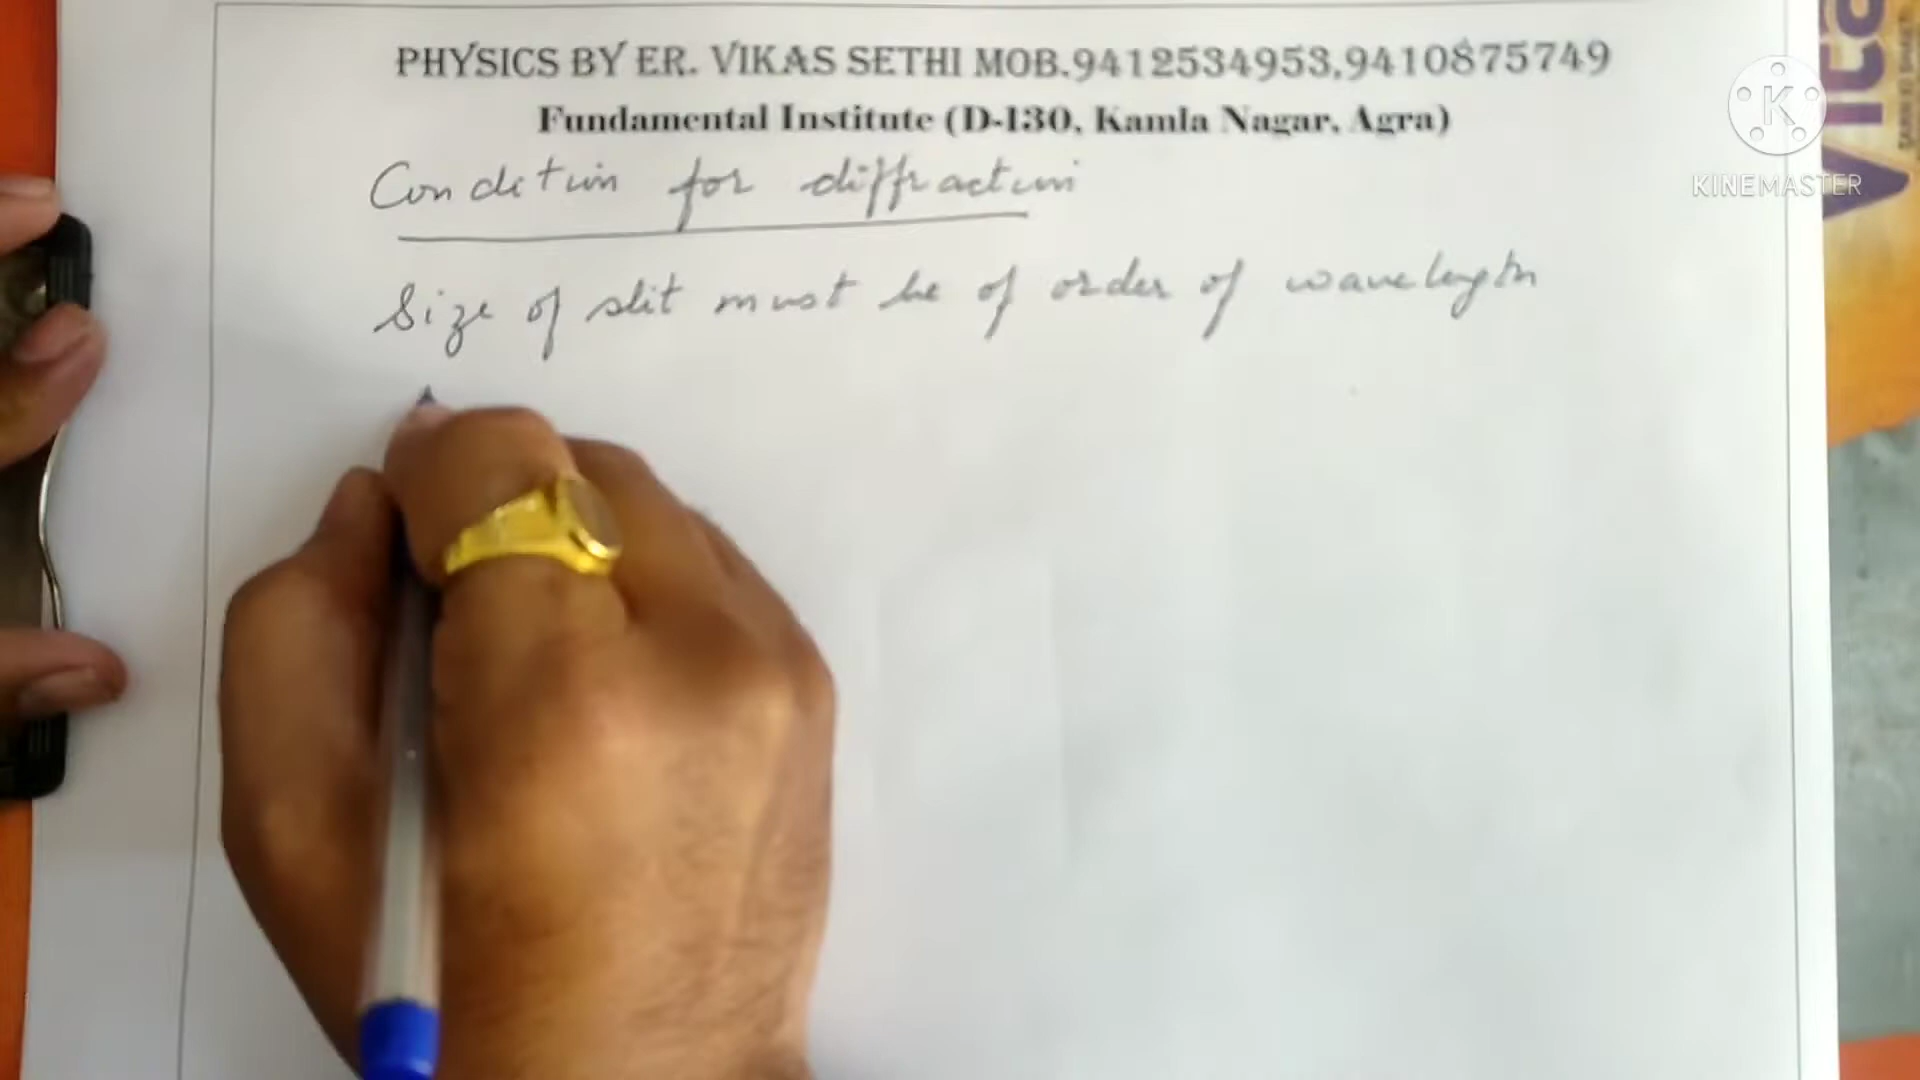 PHYSICS BY ER. VIKAS SETHI MOB.9412534953,9410875749
Fundamental Institute (D-130, Kamla Nagar, Agra)
Condition for diffraction
Size of slit must be of order of wavelength
K
KINEMASTER
Vita